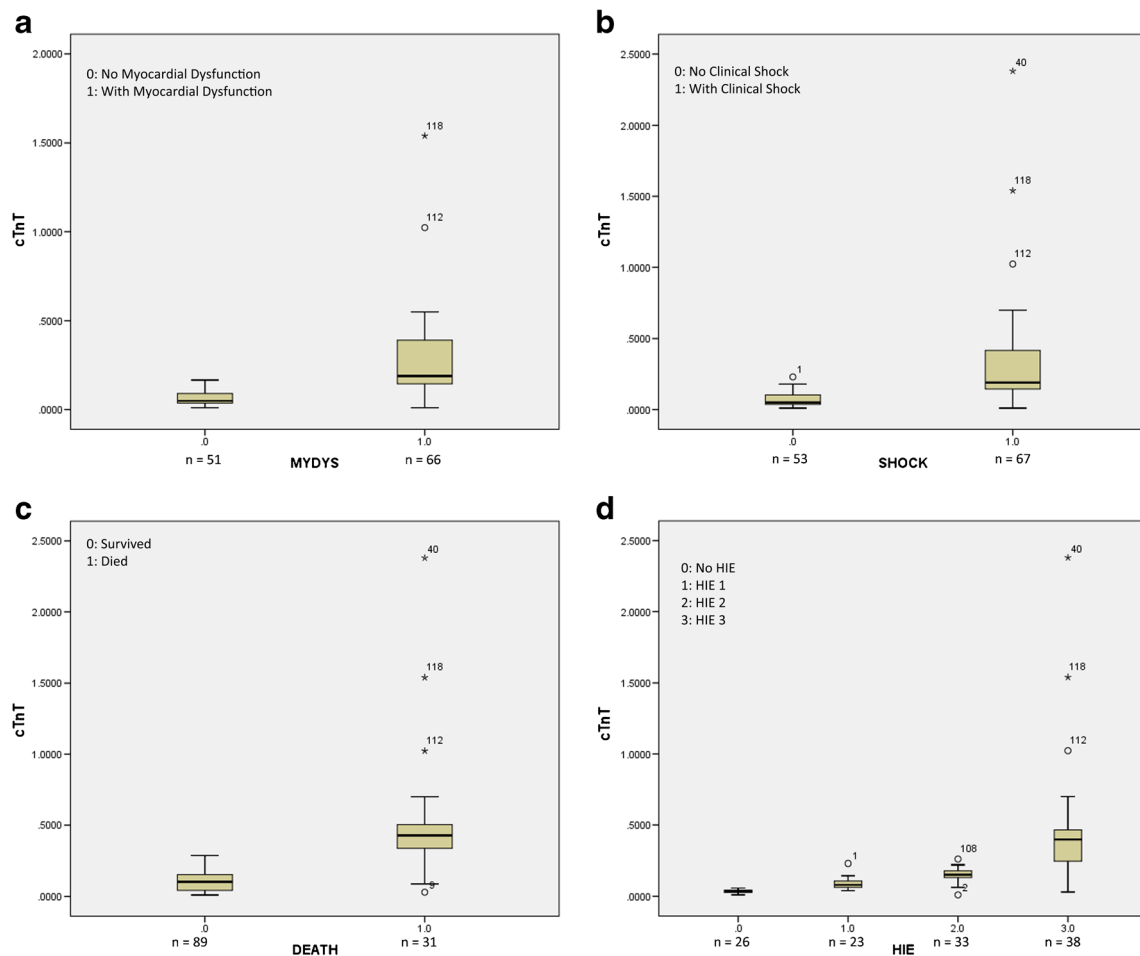 a
2.0000
0: No Myocardial Dysfunction
1: With Myocardial Dysfunction
118
1.5000
112
cTnT
1.0000
.5000
.0000
.0
1.0
n = 51
MYDYS
n = 66
b
2.5000
40
0: No Clinical Shock
1: With Clinical Shock
2.0000
118
1.5000
cTnT
112
1.0000
.5000
1
.0000
.0
1.0
n = 53
SHOCK
n = 67
c
2.5000
0: Survived
40
1: Died
2.0000
118
1.5000
cTnT
112
1.0000
.5000
9
.0000
.0
1.0
n = 89
DEATH
n = 31
d
2.5000
40
0: No HIE
1: HIE 1
2: HIE 2
3: HIE 3
2.0000
118
1.5000
cTnT
112
1.0000
.5000
1
108
2
.0000
.0
1.0
2.0
3.0
n = 26
n = 23
n = 33
HIE
n = 38